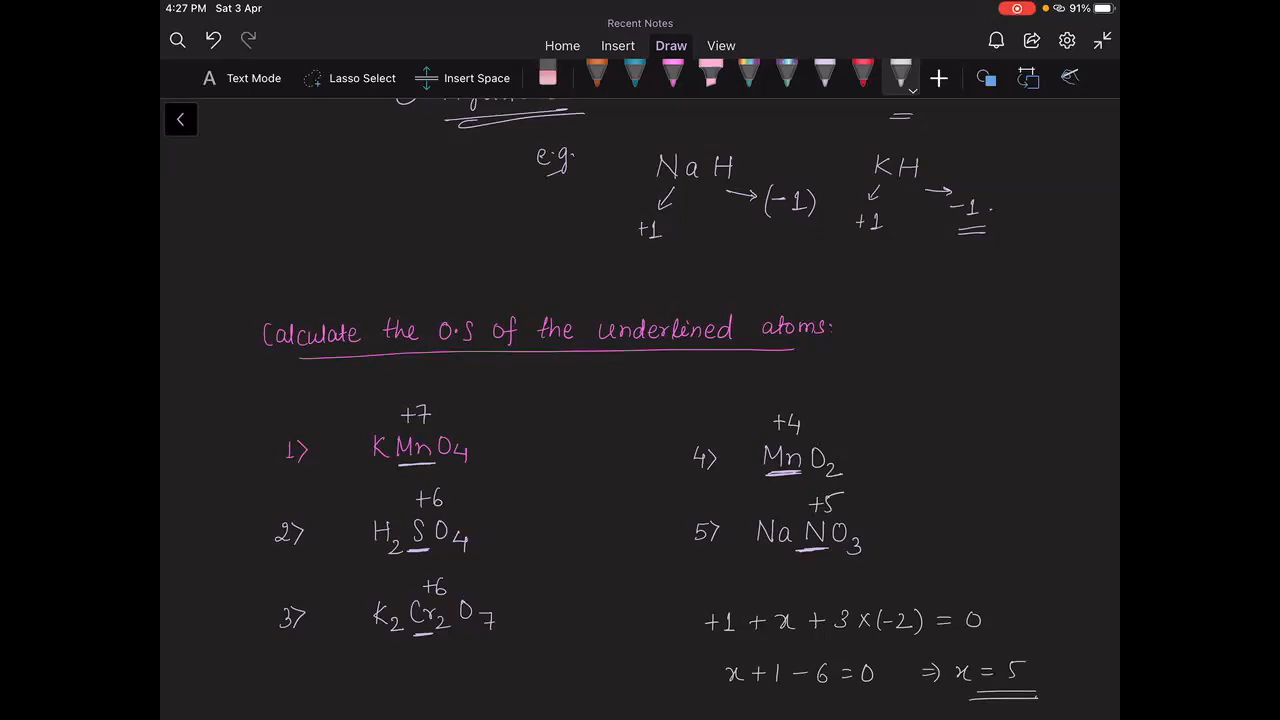 4:27 PM Sat 3 Apr 91%
Recent Notes
Home Insert Draw View
Text Mode Lasso Select Insert Space
e.g. NaH KH
+1 (-1) +1 -1.
Calculate the O.S of the underlined atoms:
+7 +4
1> KMnO4 4> MnO2
+6 +5
2> H2SO4 5> NaNO3
+6
3> K2Cr2O7
+1 + x + 3×(-2) = 0
x + 1 - 6 = 0 ⇒ x = 5